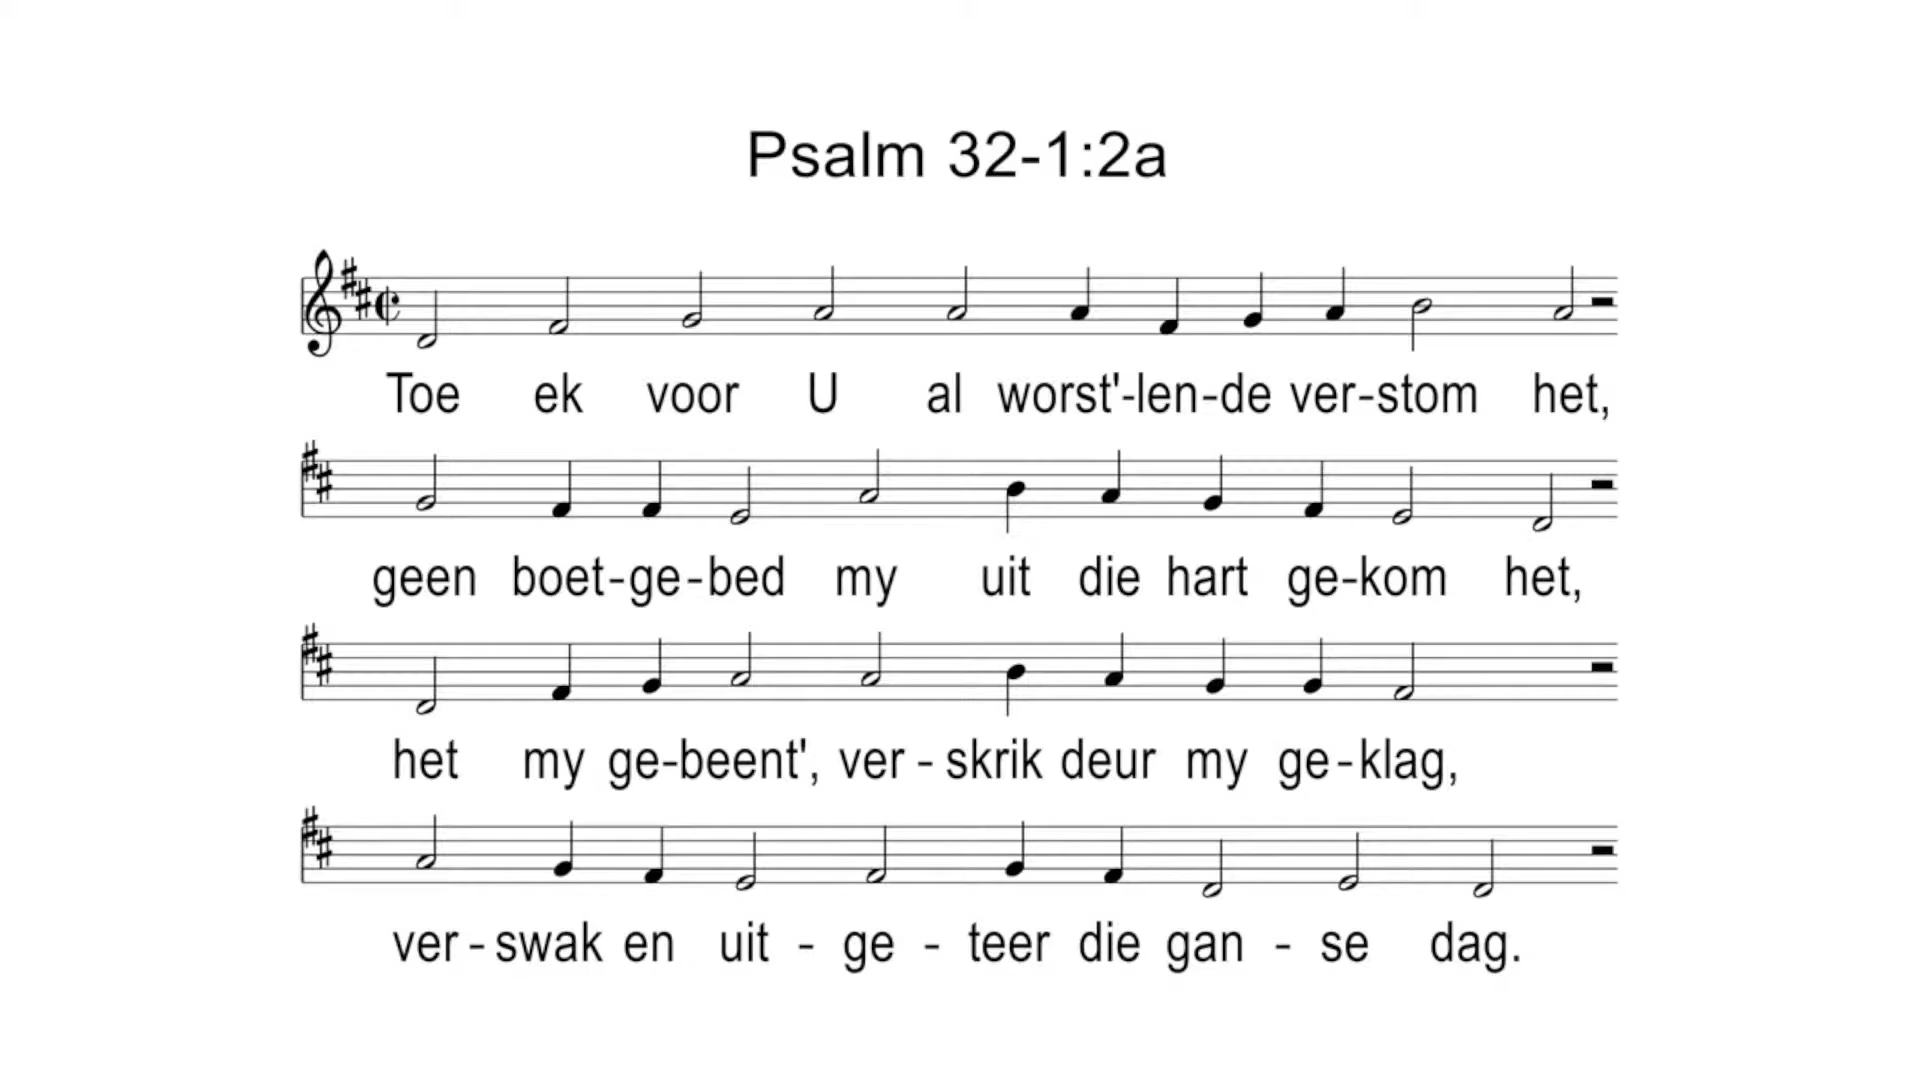 Psalm 32-1:2a
Toe ek voor U al worst'-len-de ver-stom het,
geen boet-ge-bed my uit die hart ge-kom het,
het my ge-beent', ver-skrik deur my ge-klag,
ver-swak en uit-ge-teer die gan-se dag.